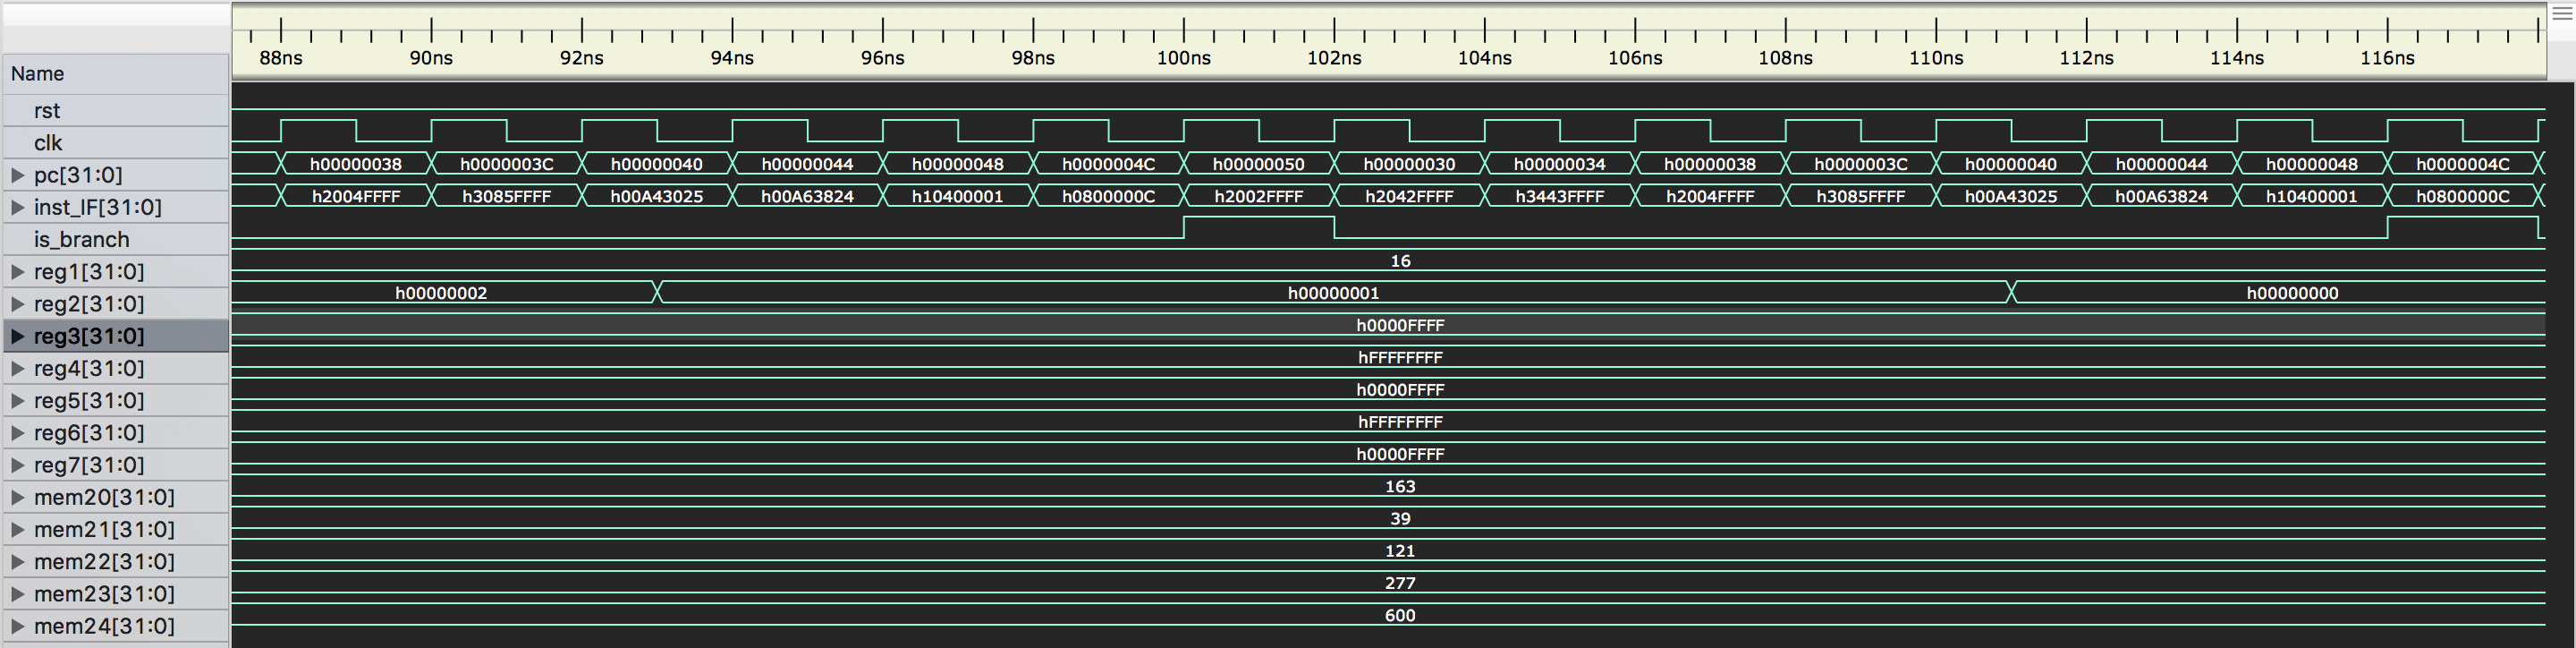 88ns 90ns 92ns 94ns 96ns 98ns 100ns 102ns 104ns 106ns 108ns 110ns 112ns 114ns 116ns
Name
rst
clk
pc[31:0] h00000038 h0000003C h00000040 h00000044 h00000048 h0000004C h00000050 h00000030 h00000034 h00000038 h0000003C h00000040 h00000044 h00000048 h0000004C
inst_IF[31:0] h2004FFFF h3085FFFF h00A43025 h00A63824 h10400001 h0800000C h2002FFFF h2042FFFF h3443FFFF h2004FFFF h3085FFFF h00A43025 h00A63824 h10400001 h0800000C
is_branch
reg1[31:0] 16
reg2[31:0] h00000002 h00000001 h00000000
reg3[31:0] h0000FFFF
reg4[31:0] hFFFFFFFF
reg5[31:0] h0000FFFF
reg6[31:0] hFFFFFFFF
reg7[31:0] h0000FFFF
mem20[31:0] 163
mem21[31:0] 39
mem22[31:0] 121
mem23[31:0] 277
mem24[31:0] 600